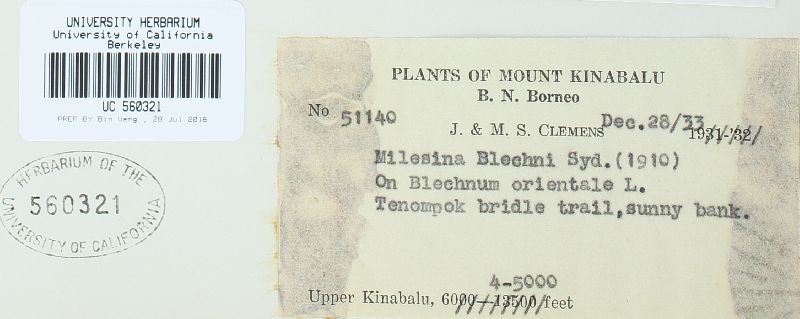 UNIVERSITY HERBARIUM
University of California
Berkeley
UC 560321
PREP BY Bin Wang , 20 Jul 2016
HERBARIUM OF THE
560321
UNIVERSITY OF CALIFORNIA
PLANTS OF MOUNT KINABALU
B. N. Borneo
No 51140
J. & M. S. CLEMENS Dec. 28/33 1931-'32/////
Milesina Blechni Syd.(1910)
On Blechnum orientale L.
Tenompok bridle trail,sunny bank.
4-5000
Upper Kinabalu, 6000—13500 feet